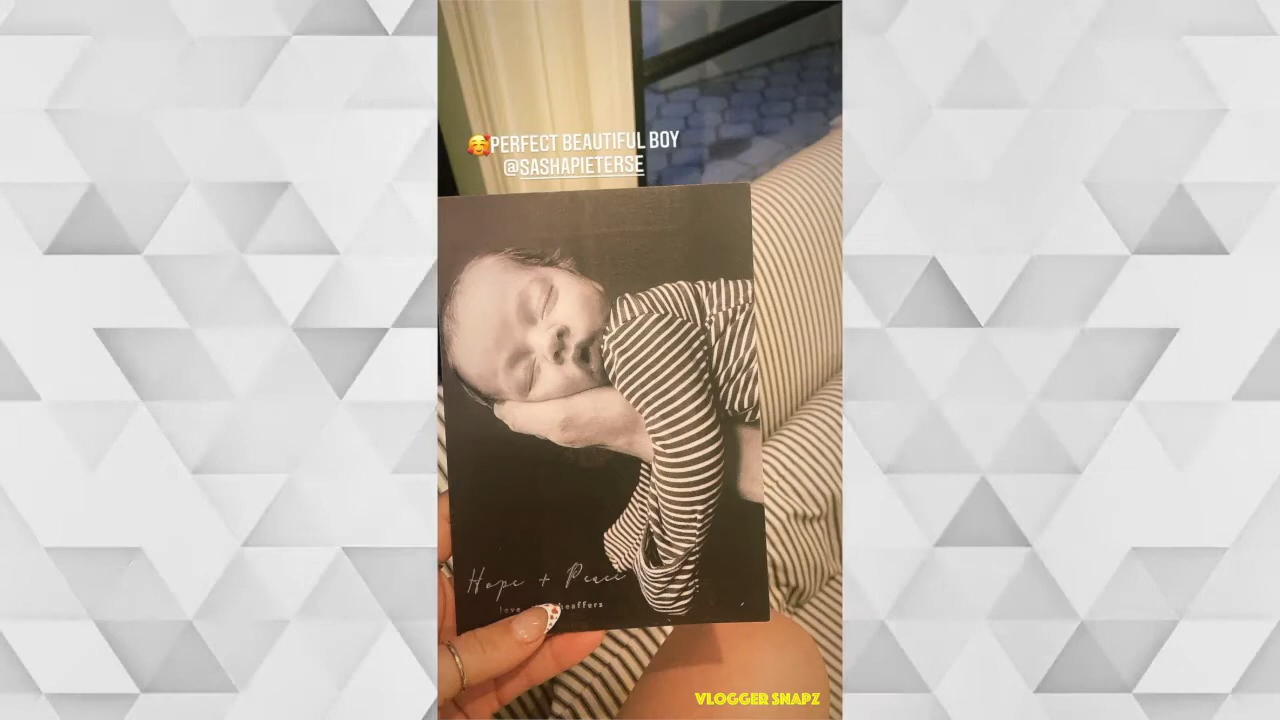 🥰PERFECT BEAUTIFUL BOY
@SASHAPIETERSE
Hope + Peace
love
VLOGGER SNAPZ